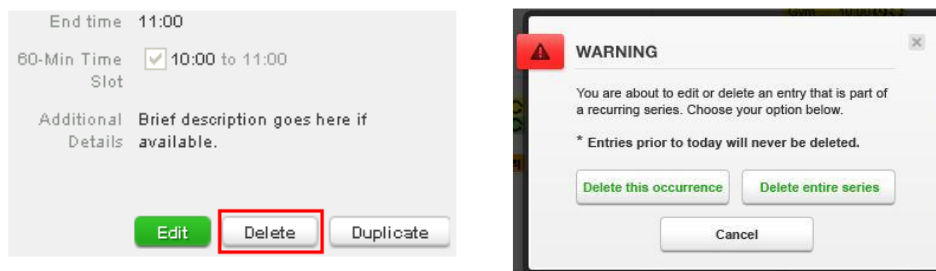 End time 11:00
60-Min Time 10:00 to 11:00
Slot
Additional Brief description goes here if
Details available.
Edit Delete Duplicate
Gym 10:00
WARNING
You are about to edit or delete an entry that is part of
a recurring series. Choose your option below.
* Entries prior to today will never be deleted.
Delete this occurrence Delete entire series
Cancel